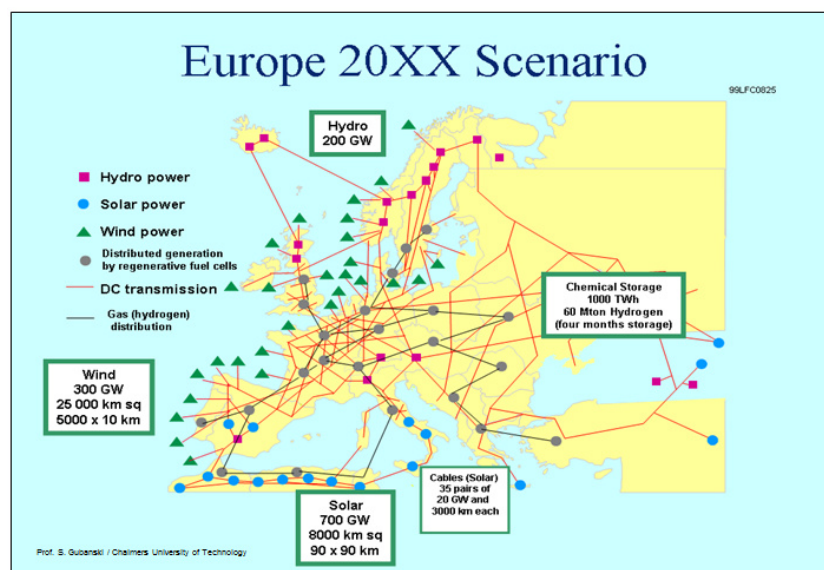 Europe 20XX Scenario
99LFC0825
Hydro
200 GW
Hydro power
Solar power
Wind power
Distributed generation
by regenerative fuel cells
DC transmission
Gas (hydrogen)
distribution
Chemical Storage
1000 TWh
60 Mton Hydrogen
(four months storage)
Wind
300 GW
25 000 km sq
5000 x 10 km
Cables (Solar)
35 pairs of
20 GW and
3000 km each
Solar
700 GW
8000 km sq
90 x 90 km
Prof. S. Gubanski / Chalmers University of Technology